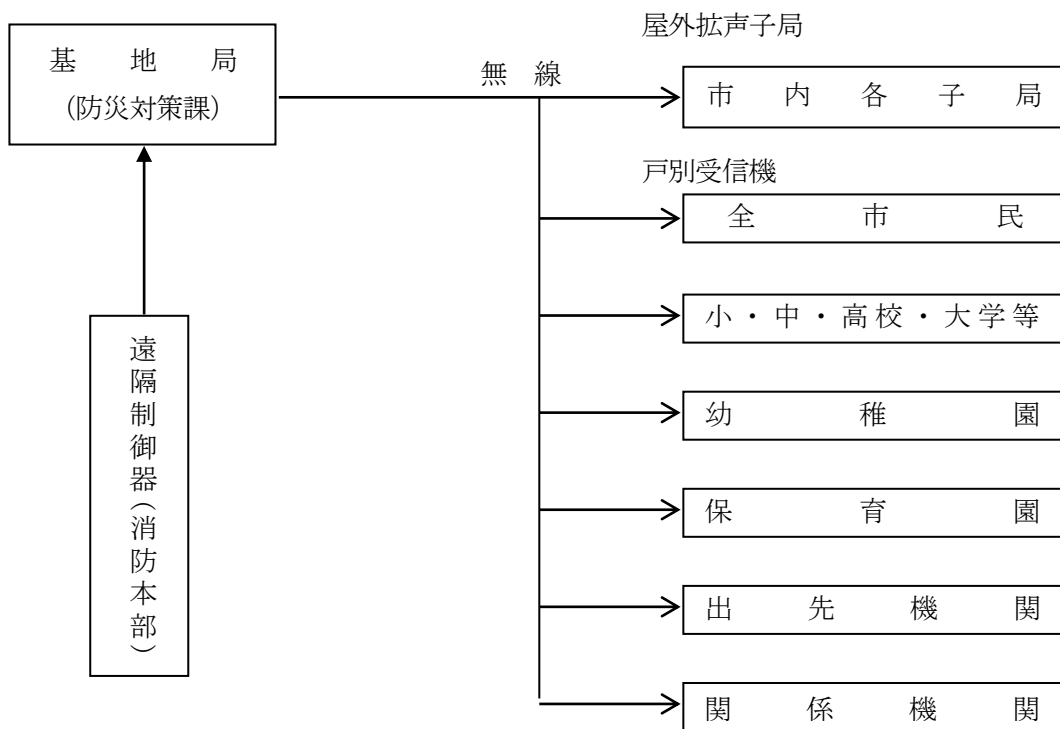 基地局
(防災対策課)
無線
屋外拡声子局
市内各子局
戸別受信機
全市民
小・中・高校・大学等
幼稚園
保育園
出先機関
関係機関
遠隔制御器(消防本部)